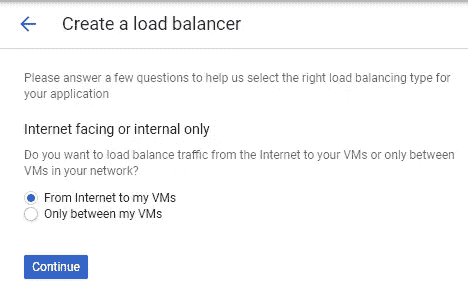 Create a load balancer
Please answer a few questions to help us select the right load balancing type for
your application
Internet facing or internal only
Do you want to load balance traffic from the Internet to your VMs or only between
VMs in your network?
From Internet to my VMs
Only between my VMs
Continue